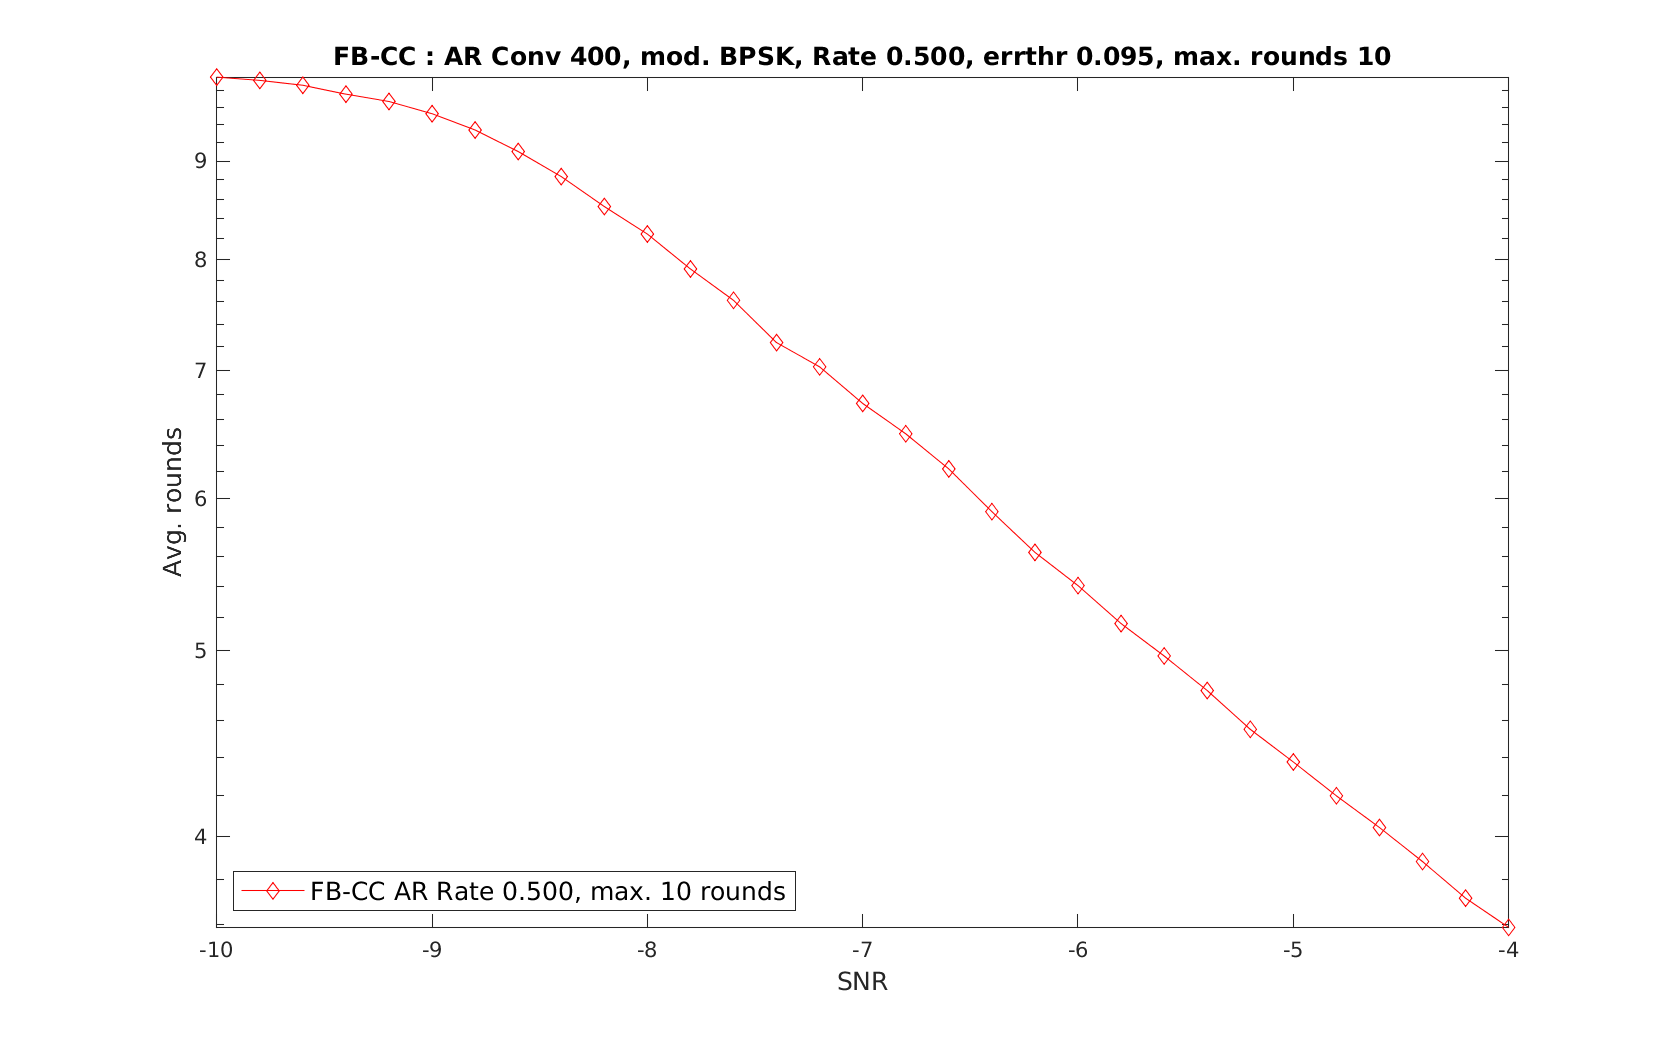 FB-CC : AR Conv 400, mod. BPSK, Rate 0.500, errthr 0.095, max. rounds 10
9
8
7
6
5
4
Avg. rounds
FB-CC AR Rate 0.500, max. 10 rounds
-10 -9 -8 -7 -6 -5 -4
SNR